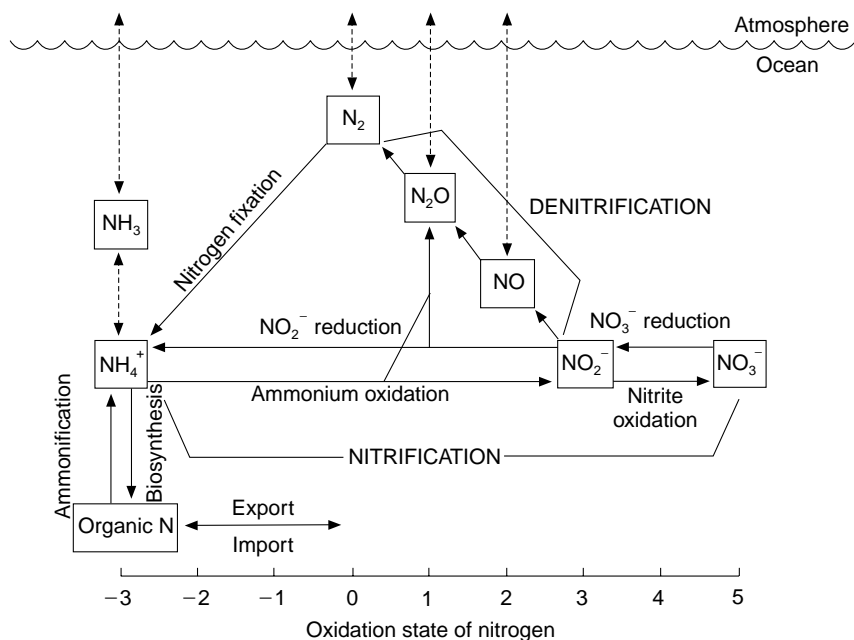 Atmosphere
Ocean
N₂
N₂O
DENITRIFICATION
Nitrogen fixation
NH₃
NO
NO₂⁻ reduction
NO₃⁻ reduction
NH₄⁺
NO₂⁻
NO₃⁻
Ammonium oxidation
Nitrite
oxidation
Ammonification
Biosynthesis
NITRIFICATION
Organic N
Export
Import
−3 −2 −1 0 1 2 3 4 5
Oxidation state of nitrogen